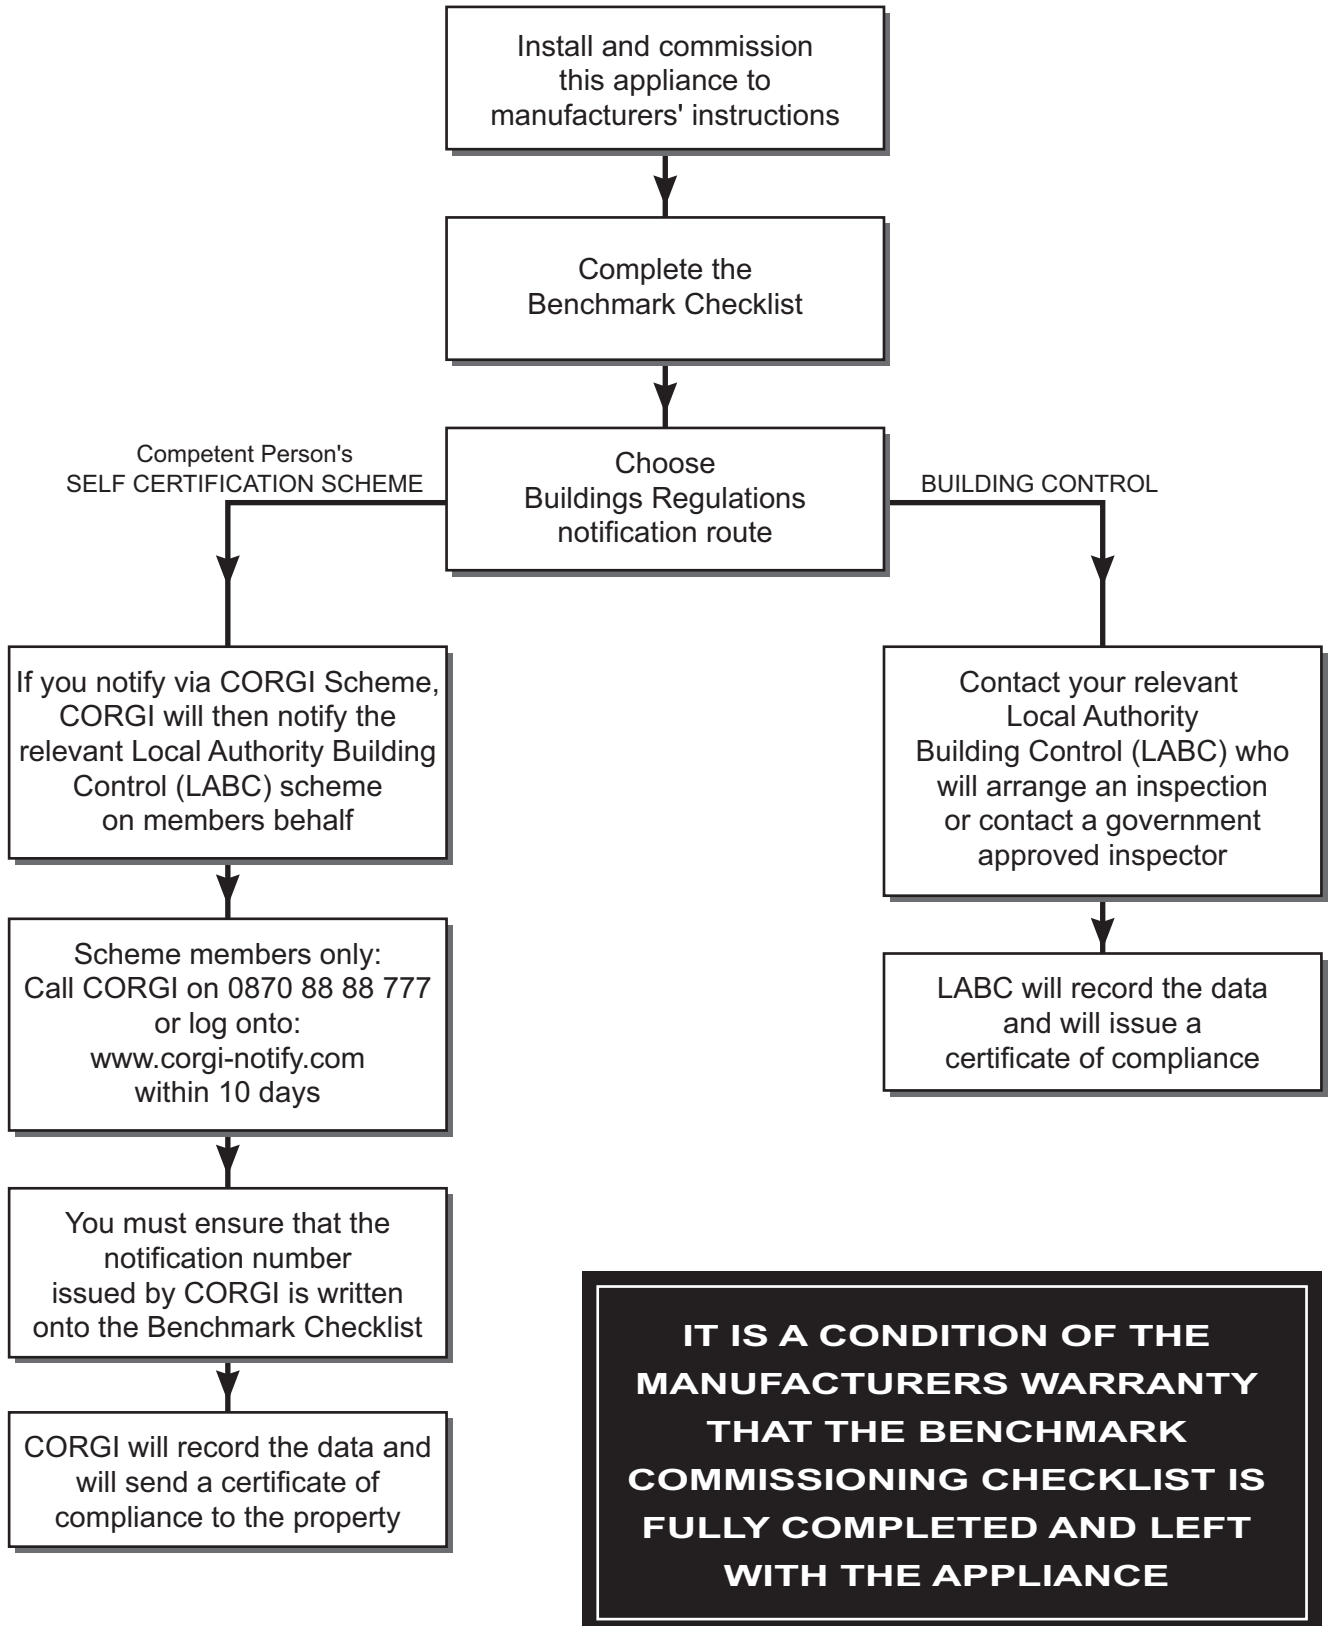 Install and commission
this appliance to
manufacturers' instructions
Complete the
Benchmark Checklist
Choose
Buildings Regulations
notification route
Competent Person's
SELF CERTIFICATION SCHEME
BUILDING CONTROL
If you notify via CORGI Scheme,
CORGI will then notify the
relevant Local Authority Building
Control (LABC) scheme
on members behalf
Scheme members only:
Call CORGI on 0870 88 88 777
or log onto:
www.corgi-notify.com
within 10 days
You must ensure that the
notification number
issued by CORGI is written
onto the Benchmark Checklist
CORGI will record the data and
will send a certificate of
compliance to the property
Contact your relevant
Local Authority
Building Control (LABC) who
will arrange an inspection
or contact a government
approved inspector
LABC will record the data
and will issue a
certificate of compliance
IT IS A CONDITION OF THE
MANUFACTURERS WARRANTY
THAT THE BENCHMARK
COMMISSIONING CHECKLIST IS
FULLY COMPLETED AND LEFT
WITH THE APPLIANCE